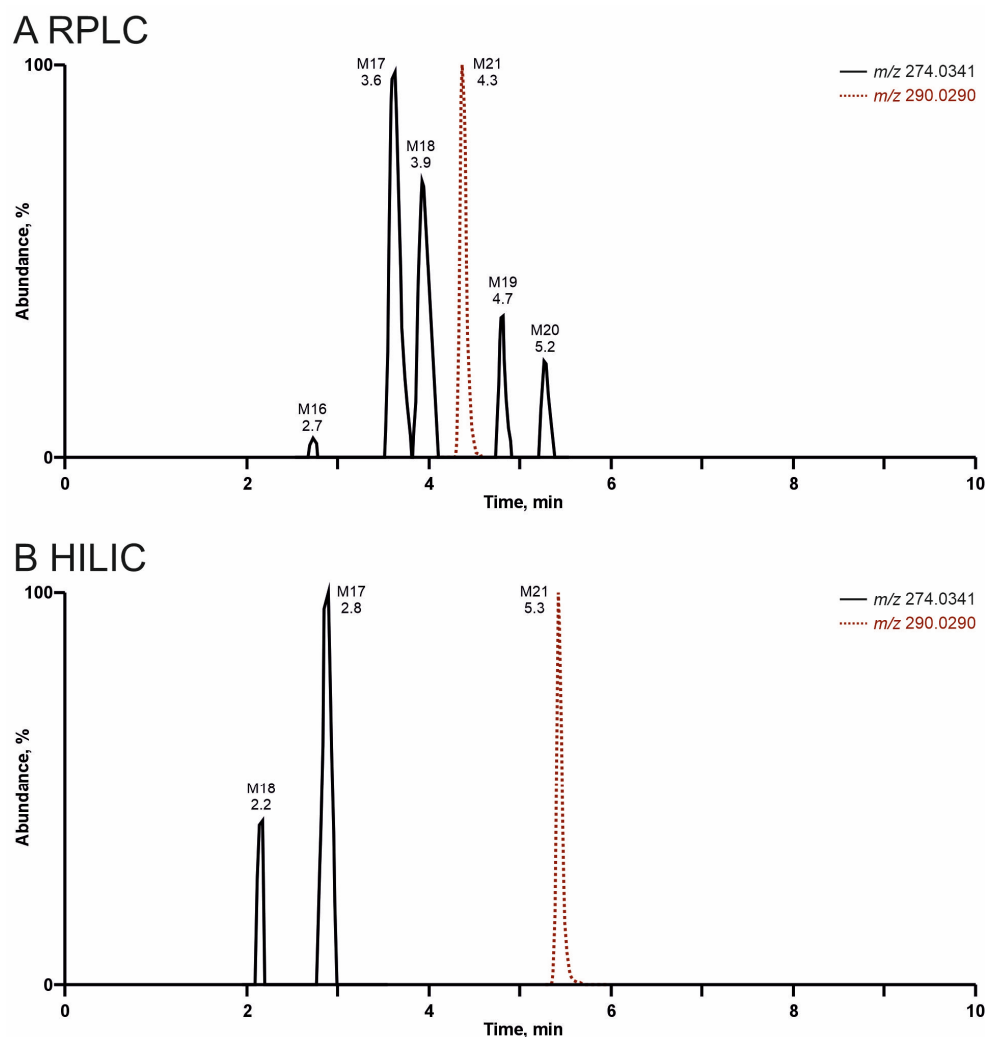 A RPLC
100
M17
3.6
M21
4.3
m/z 274.0341
m/z 290.0290
M18
3.9
Abundance, %
M19
4.7
M20
5.2
M16
2.7
0
0
2
4
6
8
10
Time, min
B HILIC
100
M17
2.8
M21
5.3
m/z 274.0341
m/z 290.0290
Abundance, %
M18
2.2
0
0
2
4
6
8
10
Time, min